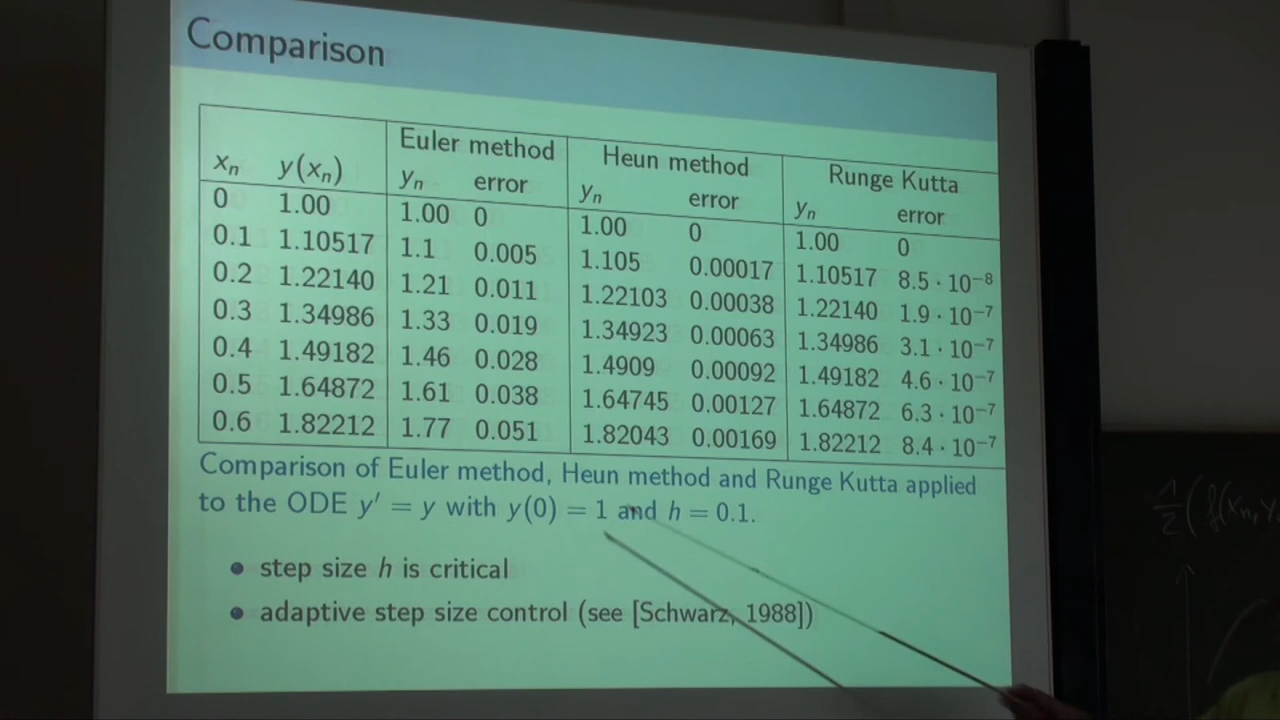 Comparison
Euler method Heun method Runge Kutta
xₙ y(xₙ) yₙ error yₙ error yₙ error
0 1.00 1.00 0 1.00 0 1.00 0
0.1 1.10517 1.1 0.005 1.105 0.00017 1.10517 8.5 · 10⁻⁸
0.2 1.22140 1.21 0.011 1.22103 0.00038 1.22140 1.9 · 10⁻⁷
0.3 1.34986 1.33 0.019 1.34923 0.00063 1.34986 3.1 · 10⁻⁷
0.4 1.49182 1.46 0.028 1.4909 0.00092 1.49182 4.6 · 10⁻⁷
0.5 1.64872 1.61 0.038 1.64745 0.00127 1.64872 6.3 · 10⁻⁷
0.6 1.82212 1.77 0.051 1.82043 0.00169 1.82212 8.4 · 10⁻⁷
Comparison of Euler method, Heun method and Runge Kutta applied
to the ODE y′ = y with y(0) = 1 and h = 0.1.
• step size h is critical
• adaptive step size control (see [Schwarz, 1988])